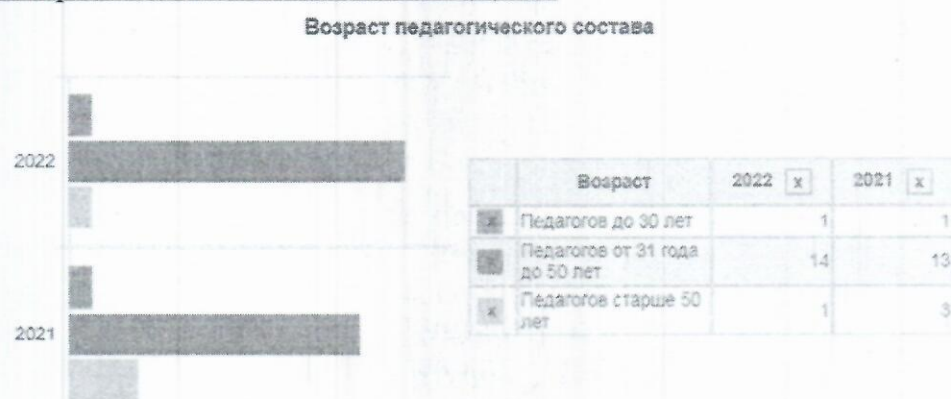 Возраст педагогического состава
2022
2021
Возраст 2022 x 2021 x
x Педагогов до 30 лет 1 1
x Педагогов от 31 года
до 50 лет 14 13
x Педагогов старше 50
лет 1 3